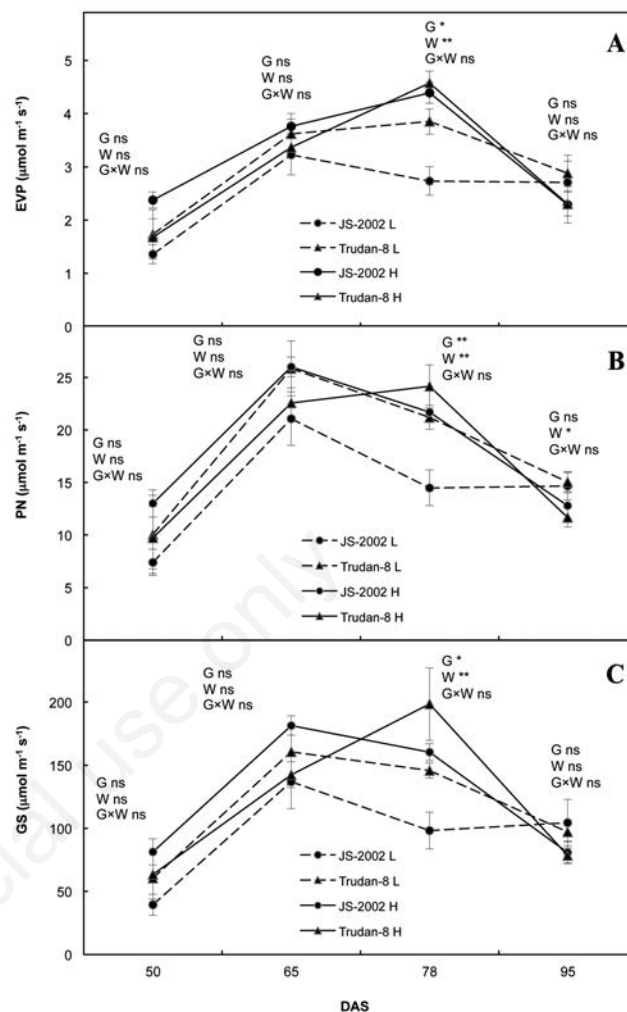 A
G ns
W ns
G×W ns
G ns
W ns
G×W ns
G *
W **
G×W ns
G ns
W ns
G×W ns
EVP (μmol m⁻¹ s⁻¹)
5
4
3
2
1
0
JS-2002 L
Trudan-8 L
JS-2002 H
Trudan-8 H
B
G ns
W ns
G×W ns
G ns
W ns
G×W ns
G **
W **
G×W ns
G ns
W *
G×W ns
PN (μmol m⁻¹ s⁻¹)
25
20
15
10
5
0
JS-2002 L
Trudan-8 L
JS-2002 H
Trudan-8 H
C
G ns
W ns
G×W ns
G ns
W ns
G×W ns
G *
W **
G×W ns
G ns
W ns
G×W ns
GS (μmol m⁻¹ s⁻¹)
200
150
100
50
0
JS-2002 L
Trudan-8 L
JS-2002 H
Trudan-8 H
50 65 78 95
DAS
cial use only